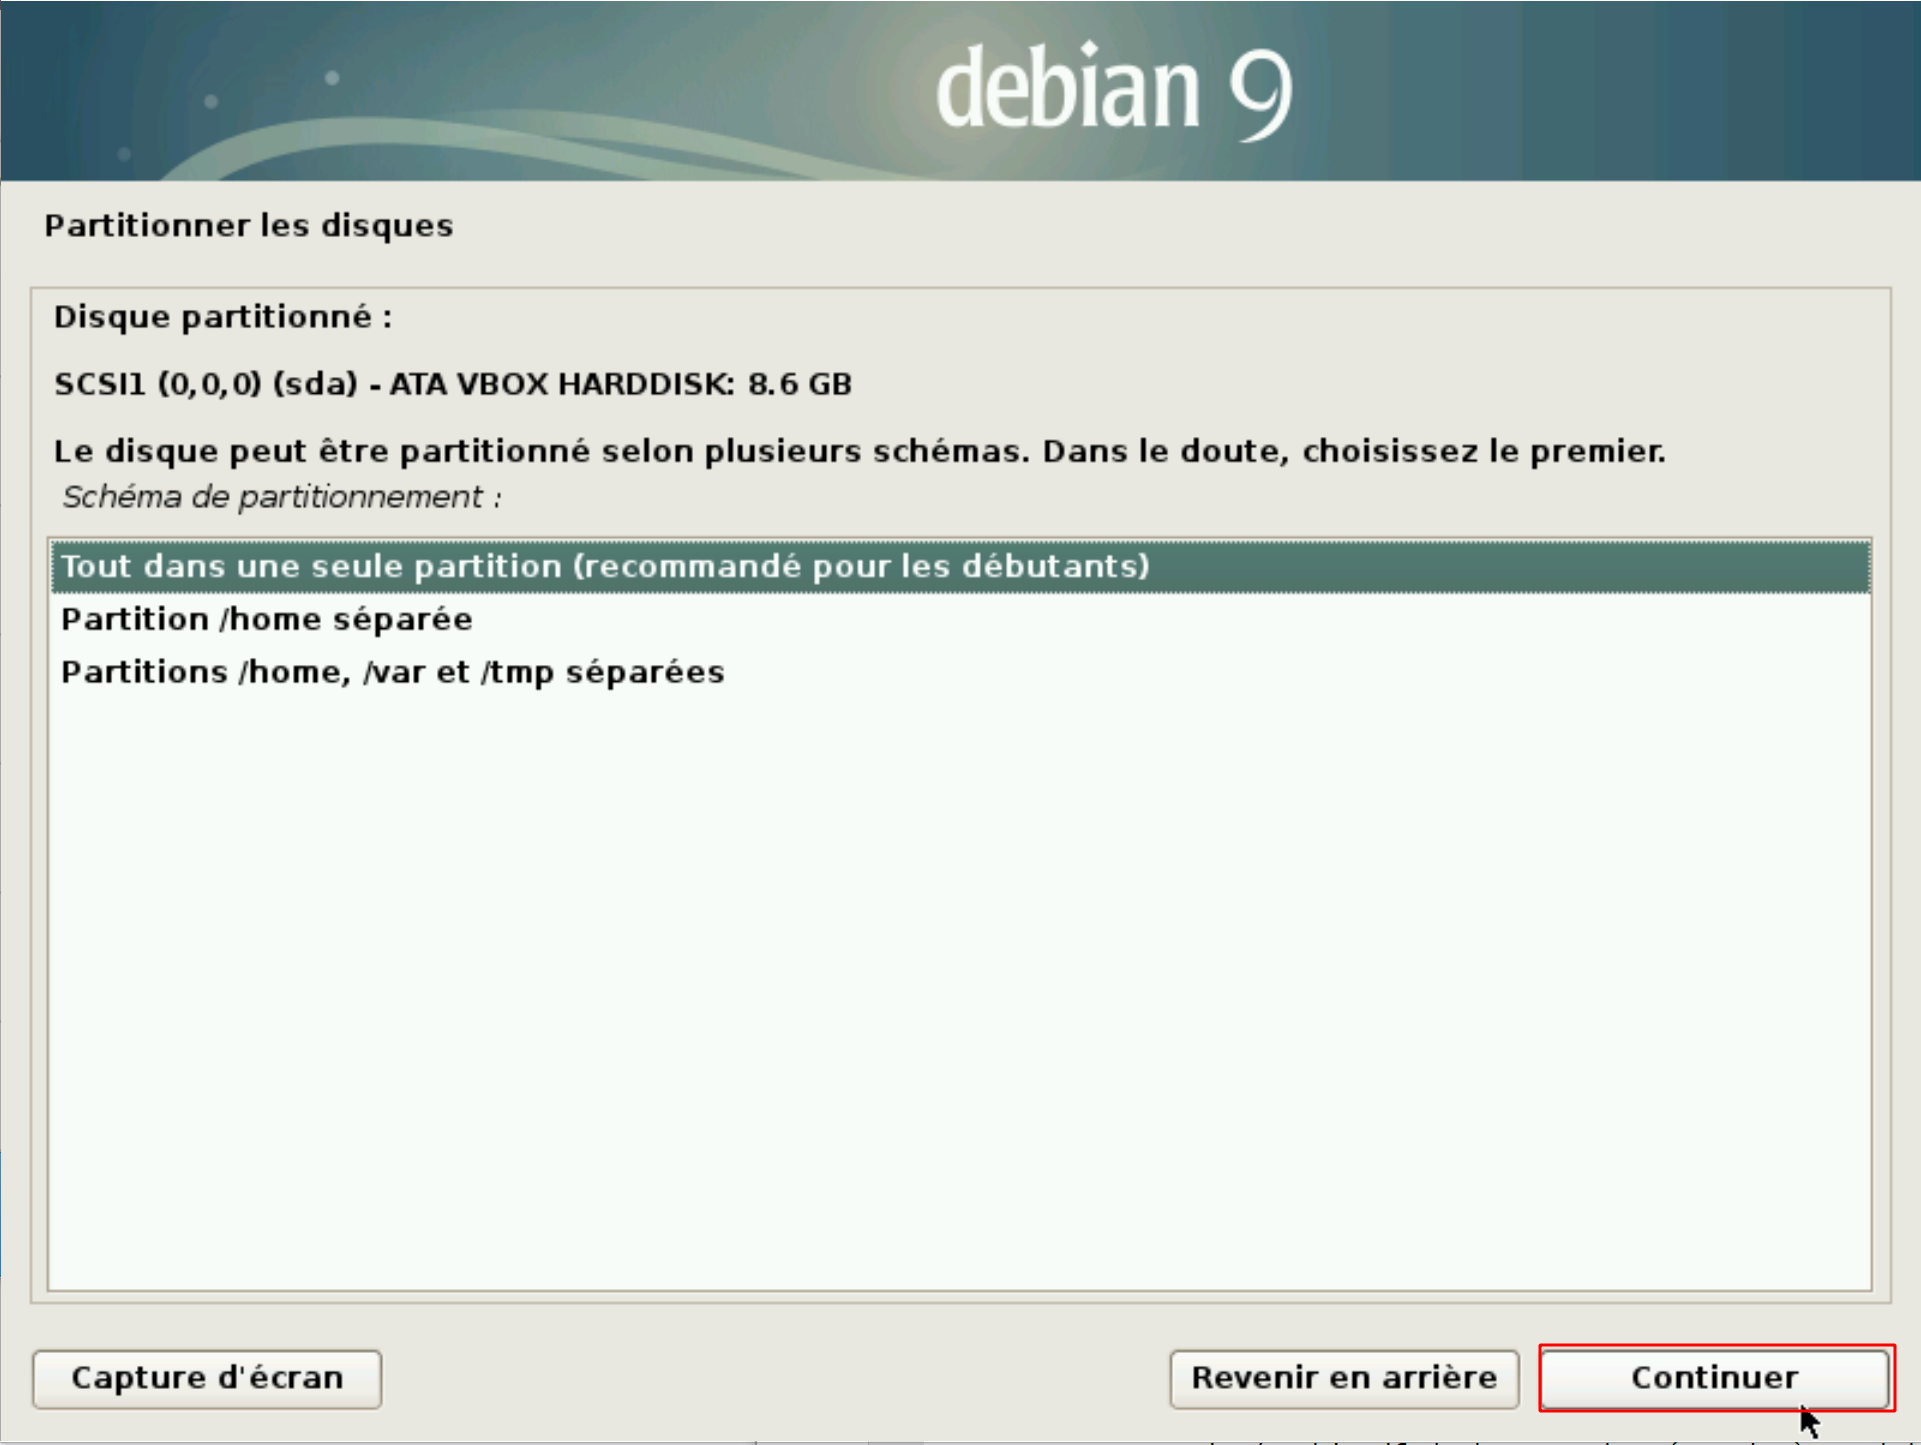 debian 9
Partitionner les disques
Disque partitionné :
SCSI1 (0,0,0) (sda) - ATA VBOX HARDDISK: 8.6 GB
Le disque peut être partitionné selon plusieurs schémas. Dans le doute, choisissez le premier.
Schéma de partitionnement :
Tout dans une seule partition (recommandé pour les débutants)
Partition /home séparée
Partitions /home, /var et /tmp séparées
Capture d'écran
Revenir en arrière
Continuer